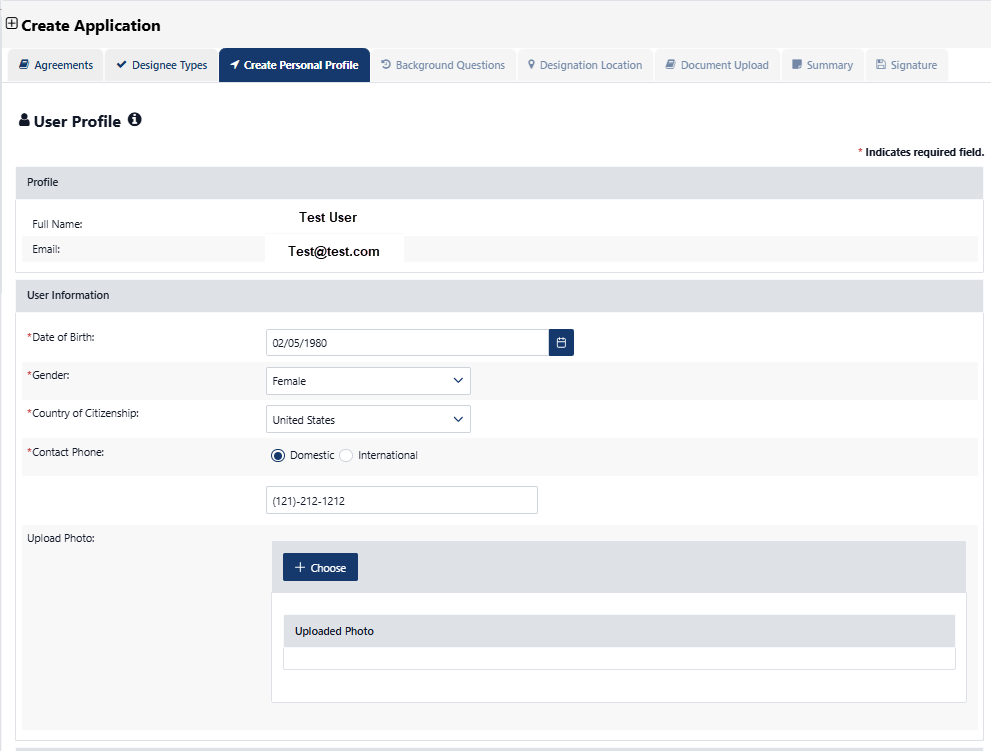 Create Application
Agreements Designee Types Create Personal Profile Background Questions Designation Location Document Upload Summary Signature
User Profile
* Indicates required field.
Profile
Full Name: Test User
Email: Test@test.com
User Information
*Date of Birth: 02/05/1980
*Gender: Female
*Country of Citizenship: United States
*Contact Phone: Domestic International
(121)-212-1212
Upload Photo:
+ Choose
Uploaded Photo